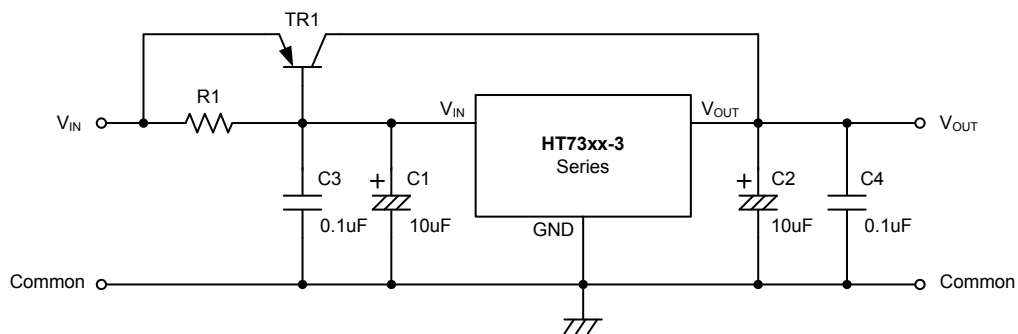 TR1
R1
V_IN
V_IN
HT73xx-3
Series
V_OUT
V_OUT
C3
0.1uF
+
C1
10uF
GND
+
C2
10uF
C4
0.1uF
Common
Common